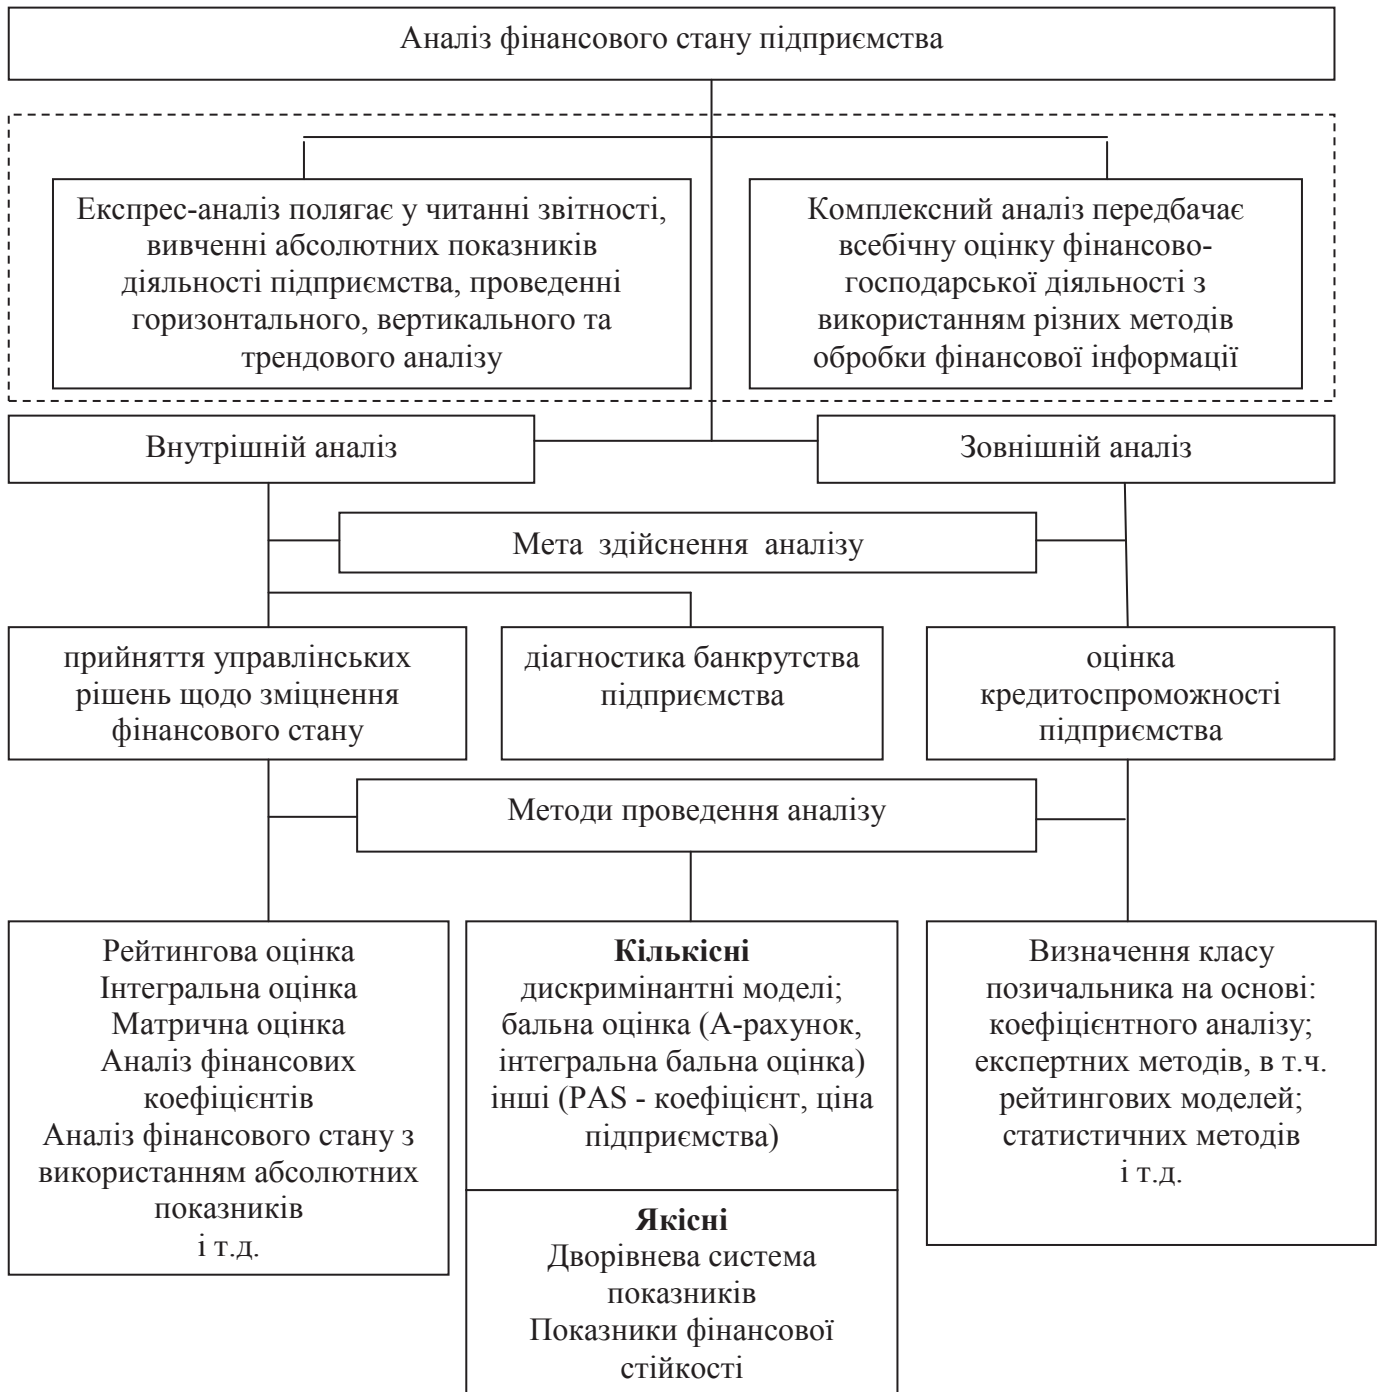 Аналіз фінансового стану підприємства
Експрес-аналіз полягає у читанні звітності,
вивченні абсолютних показників
діяльності підприємства, проведенні
горизонтального, вертикального та
трендового аналізу
Комплексний аналіз передбачає
всебічну оцінку фінансово-
господарської діяльності з
використанням різних методів
обробки фінансової інформації
Внутрішній аналіз
Зовнішній аналіз
Мета здійснення аналізу
прийняття управлінських
рішень щодо зміцнення
фінансового стану
діагностика банкрутства
підприємства
оцінка
кредитоспроможності
підприємства
Методи проведення аналізу
Рейтингова оцінка
Інтегральна оцінка
Матрична оцінка
Аналіз фінансових
коефіцієнтів
Аналіз фінансового стану з
використанням абсолютних
показників
і т.д.
Кількісні
дискримінантні моделі;
бальна оцінка (А-рахунок,
інтегральна бальна оцінка)
інші (PAS - коефіцієнт, ціна
підприємства)
Якісні
Дворівнева система
показників
Показники фінансової
стійкості
Визначення класу
позичальника на основі:
коефіцієнтного аналізу;
експертних методів, в т.ч.
рейтингових моделей;
статистичних методів
і т.д.